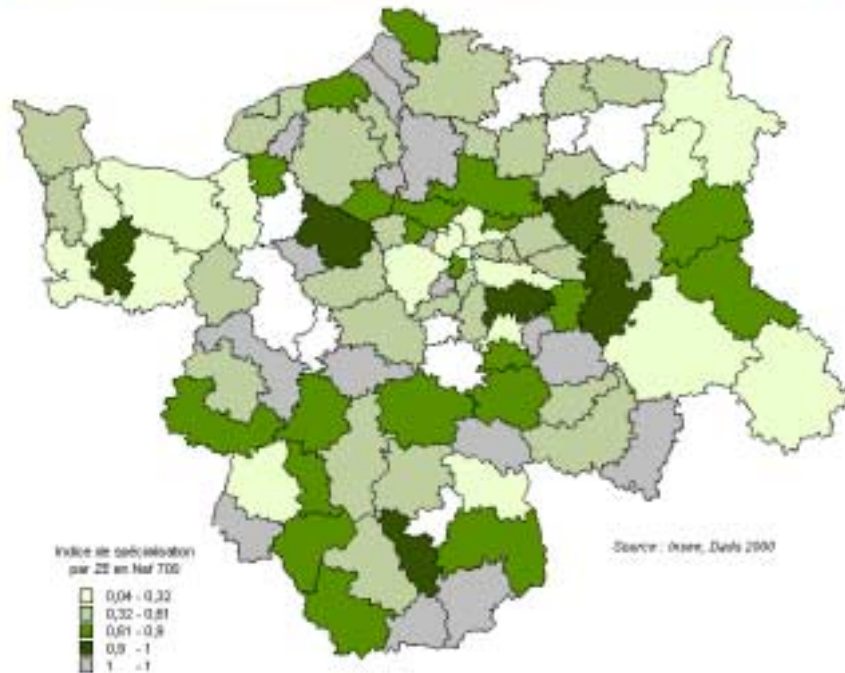 Indice de spécialisation
par ZE en Naf 700
0,04 - 0,32
0,32 - 0,61
0,61 - 0,9
0,9 - 1
1 - 1
Source : Insee, Dads 2000